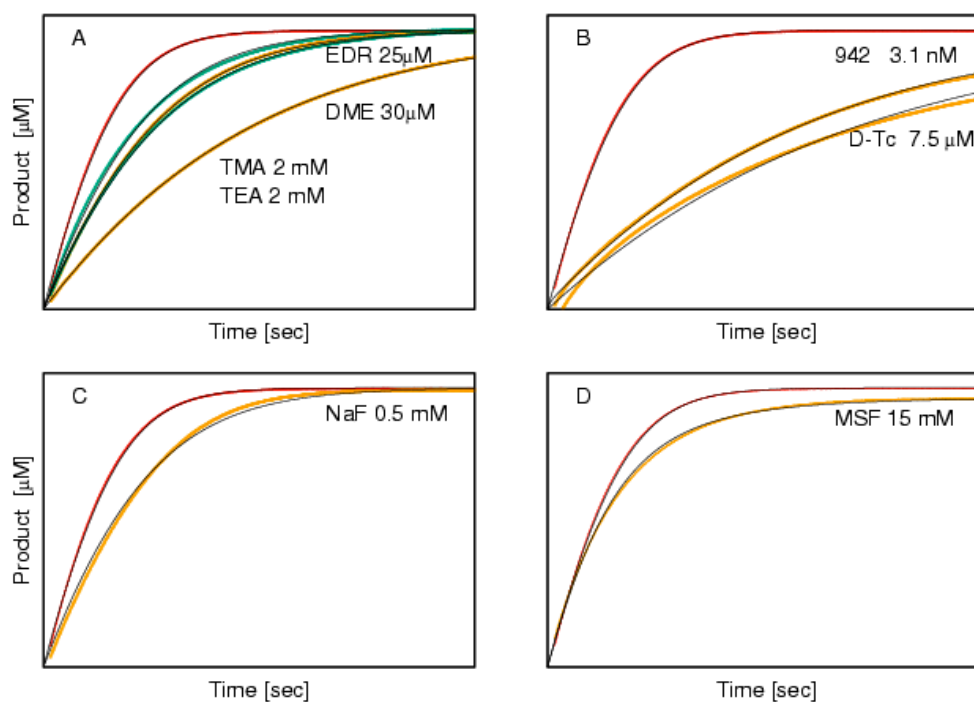 A
EDR 25μM
DME 30μM
TMA 2 mM
TEA 2 mM
Product [μM]
Time [sec]
B
942 3.1 nM
D-Tc 7.5 μM
Time [sec]
C
NaF 0.5 mM
Product [μM]
Time [sec]
D
MSF 15 mM
Time [sec]